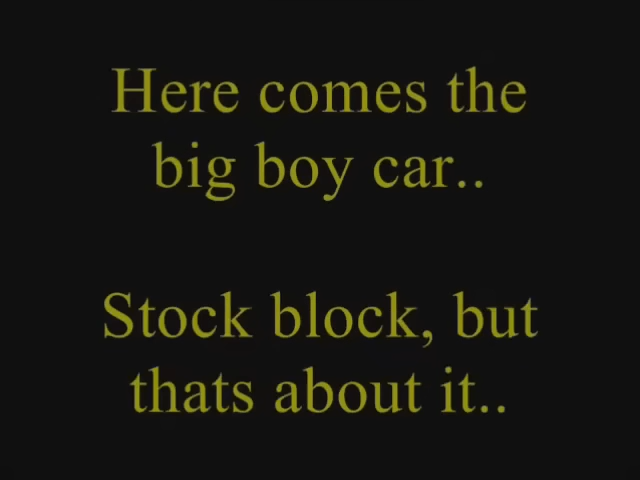 Here comes the
big boy car..
Stock block, but
thats about it..